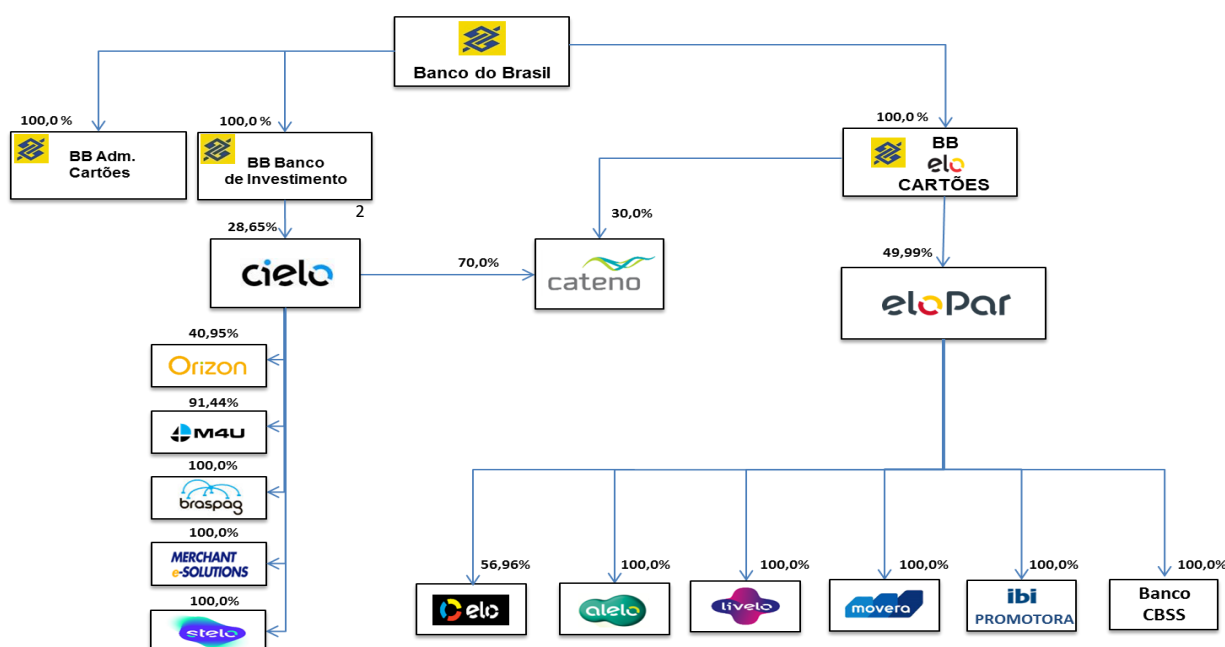 Banco do Brasil
100,0 %
BB Adm.
Cartões
100,0 %
BB Banco
de Investimento
2
100,0 %
BB
elo
CARTÕES
28,65%
cielo
70,0%
30,0%
cateno
49,99%
eloPar
40,95%
Orizon
91,44%
M4U
100,0%
braspag
100,0%
MERCHANT
e-SOLUTIONS
100,0%
stelo
56,96%
elo
100,0%
alelo
100,0%
livelo
100,0%
movera
100,0%
ibi
PROMOTORA
100,0%
Banco
CBSS